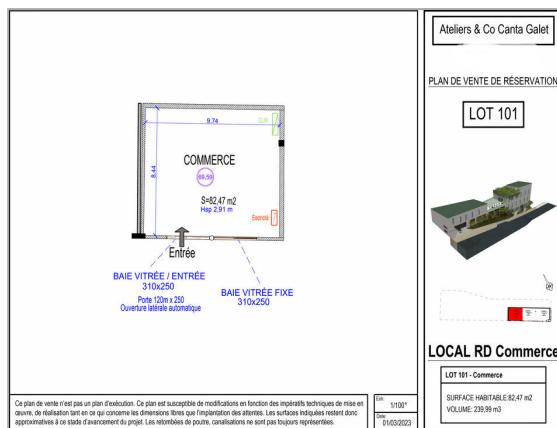 Ateliers & Co Canta Galet
PLAN DE VENTE DE RÉSERVATION
LOT 101
9.74
8.44
COMMERCE
69.59
S=82,47 m2
Hsp 2,91 m
Entrée
BAIE VITRÉE / ENTRÉE
310x250
Porte 120m x 250
Ouverture latérale automatique
BAIE VITRÉE FIXE
310x250
LOCAL RD Commerce
LOT 101 - Commerce
SURFACE HABITABLE:82,47 m2
VOLUME: 239,99 m3
Ce plan de vente n'est pas un plan d'exécution. Ce plan est susceptible de modifications en fonction des impératifs techniques de mise en
œuvre, de réalisation tant en ce qui concerne les dimensions libres que l'implantation des attentes. Les surfaces indiquées restent donc
approximatives à ce stade d'avancement du projet. Les retombées de poutre, canalisations ne sont pas toujours représentées.
Ech:
1/100°
Date:
01/03/2023